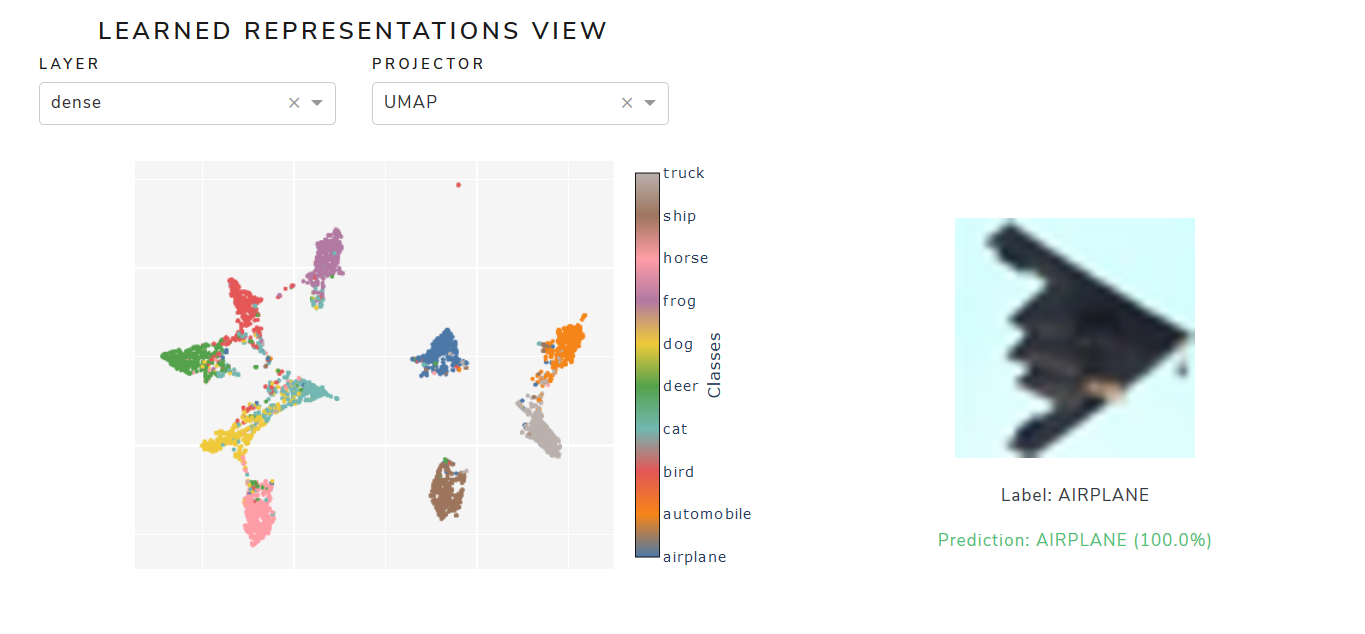 LEARNED REPRESENTATIONS VIEW
LAYER
PROJECTOR
dense
UMAP
truck
ship
horse
frog
dog
deer
cat
bird
automobile
airplane
Classes
Label: AIRPLANE
Prediction: AIRPLANE (100.0%)